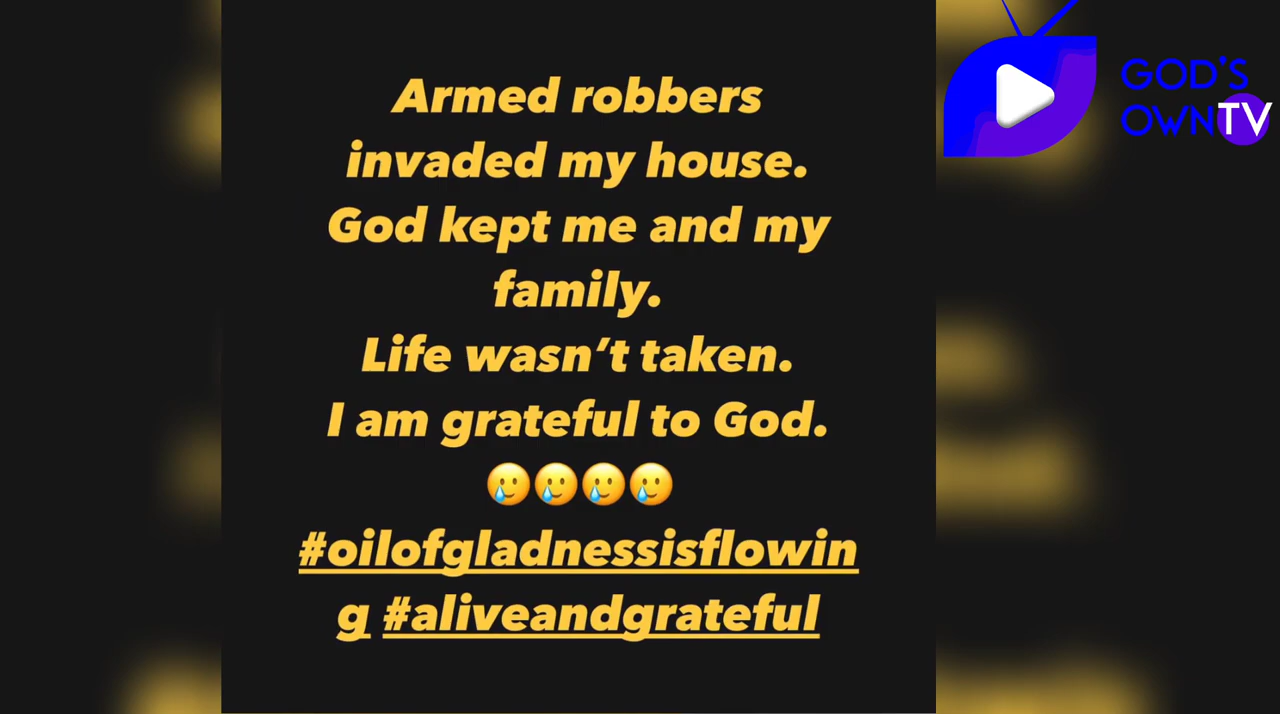 Armed robbers
invaded my house.
God kept me and my
family.
Life wasn't taken.
I am grateful to God.
🥲🥲🥲🥲
#oilofgladnessisflowin
g #aliveandgrateful
GOD'S
OWNTV